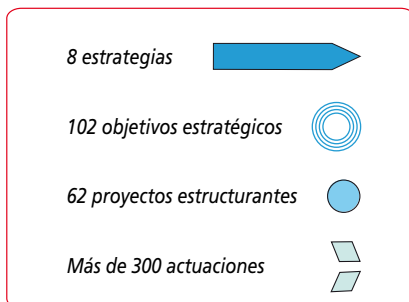 8 estrategias
102 objetivos estratégicos
62 proyectos estructurantes
Más de 300 actuaciones